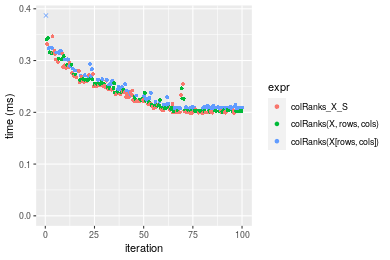 0.4
0.3
0.2
0.1
0.0
time (ms)
0
25
50
75
100
iteration
expr
colRanks_X_S
colRanks(X, rows, cols)
colRanks(X[rows, cols])